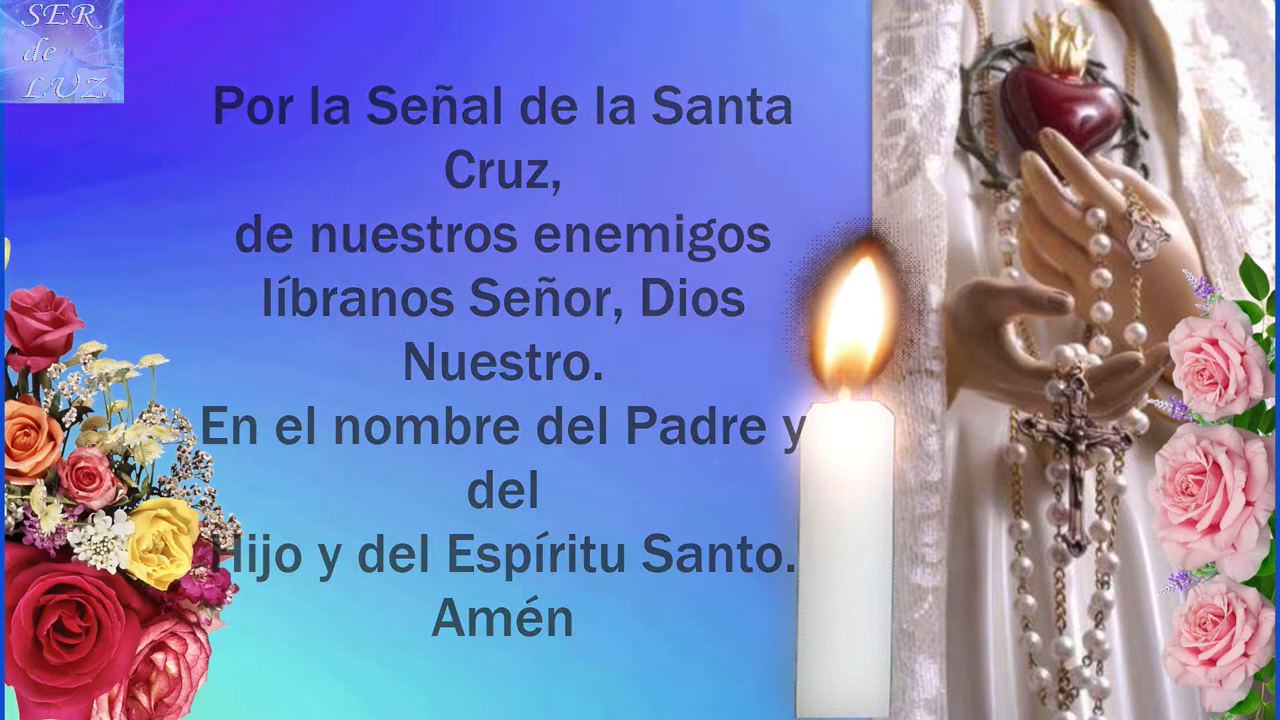 SER
de
LUZ
Por la Señal de la Santa
Cruz,
de nuestros enemigos
líbranos Señor, Dios
Nuestro.
En el nombre del Padre y
del
Hijo y del Espíritu Santo.
Amén